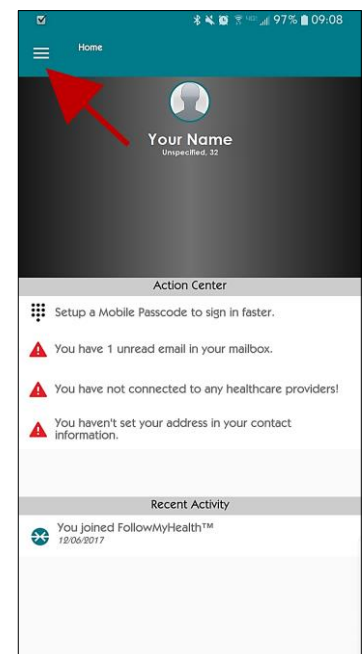 97% 09:08
Home
Your Name
Unspecified, 32
Action Center
Setup a Mobile Passcode to sign in faster.
You have 1 unread email in your mailbox.
You have not connected to any healthcare providers!
You haven't set your address in your contact
information.
Recent Activity
You joined FollowMyHealth™
12/06/2017